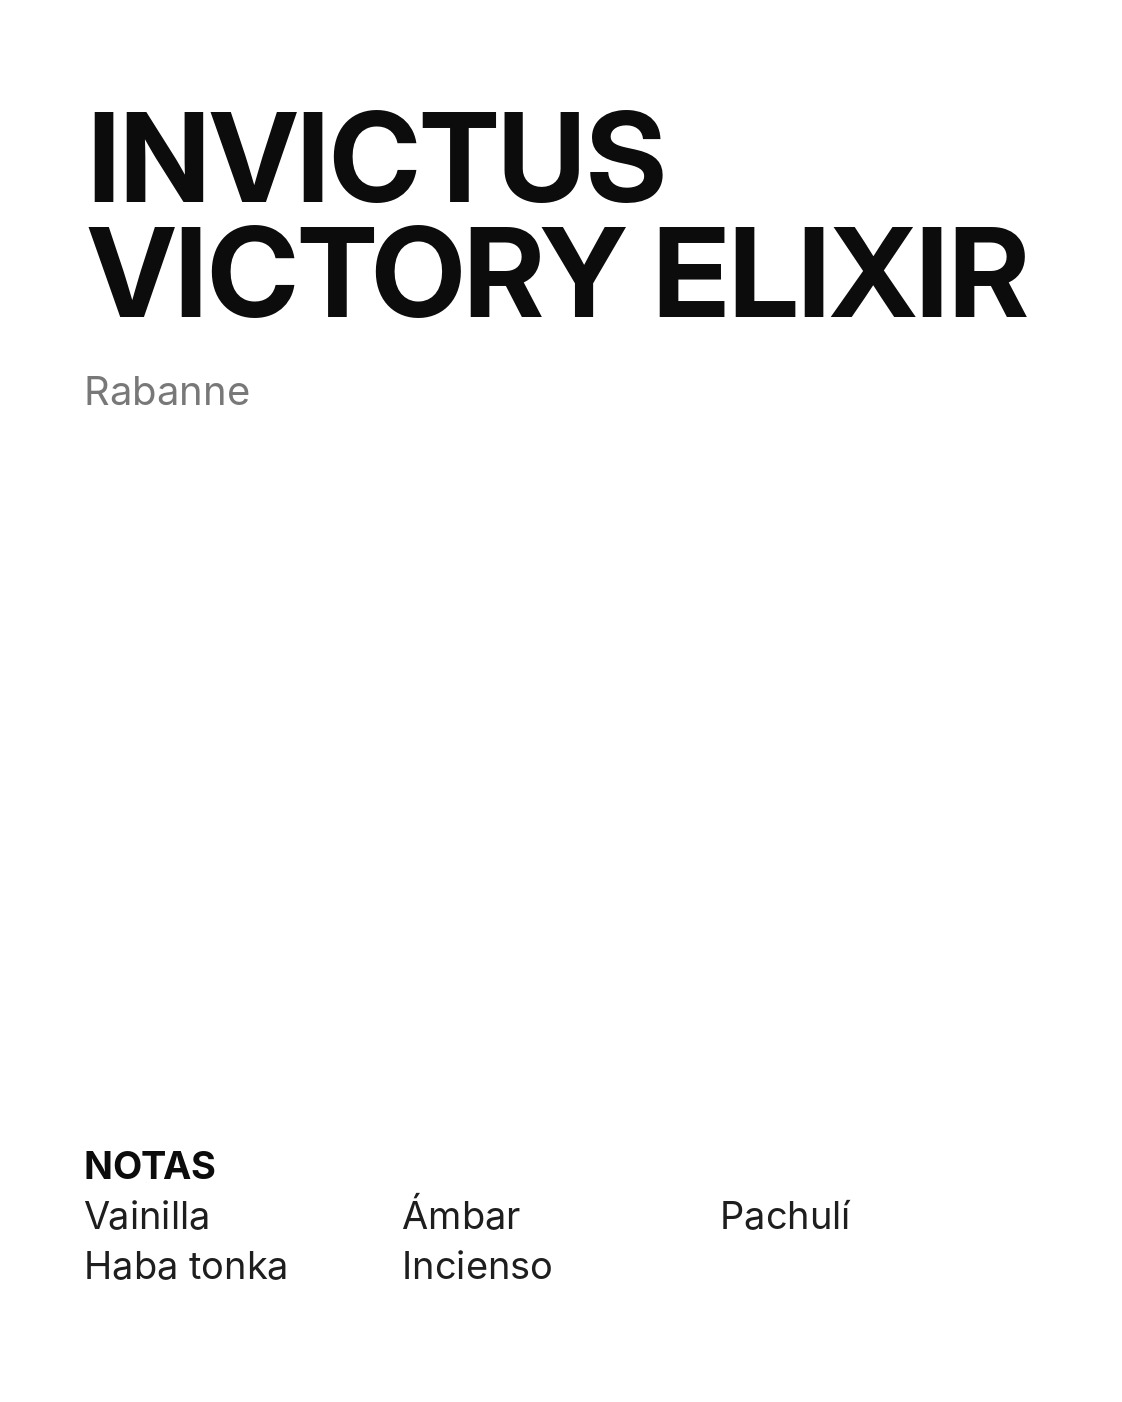 INVICTUS
VICTORY ELIXIR
Rabanne
NOTAS
Vainilla Ámbar Pachulí
Haba tonka Incienso